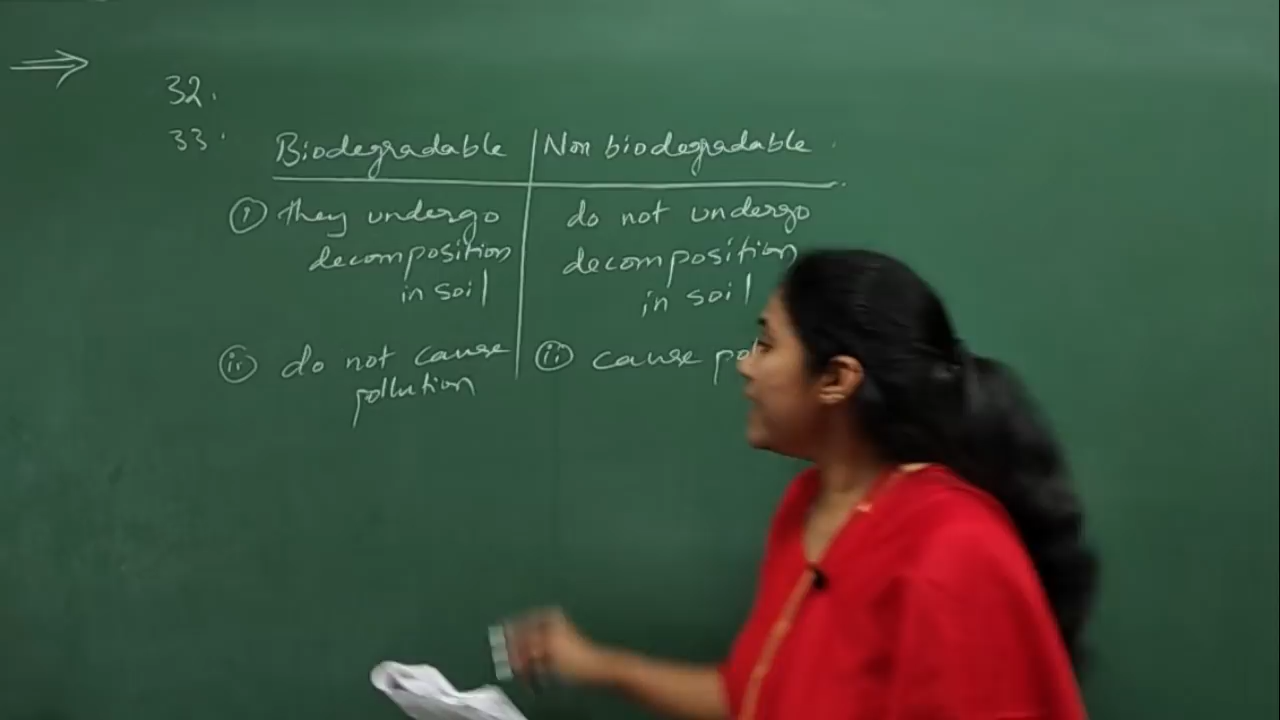 ⇒
32.
33. Biodegradable | Non biodegradable
① They undergo | do not undergo
decomposition | decomposition
in soil | in soil
ⓘⓘ do not cause | ⓘⓘ cause
pollution